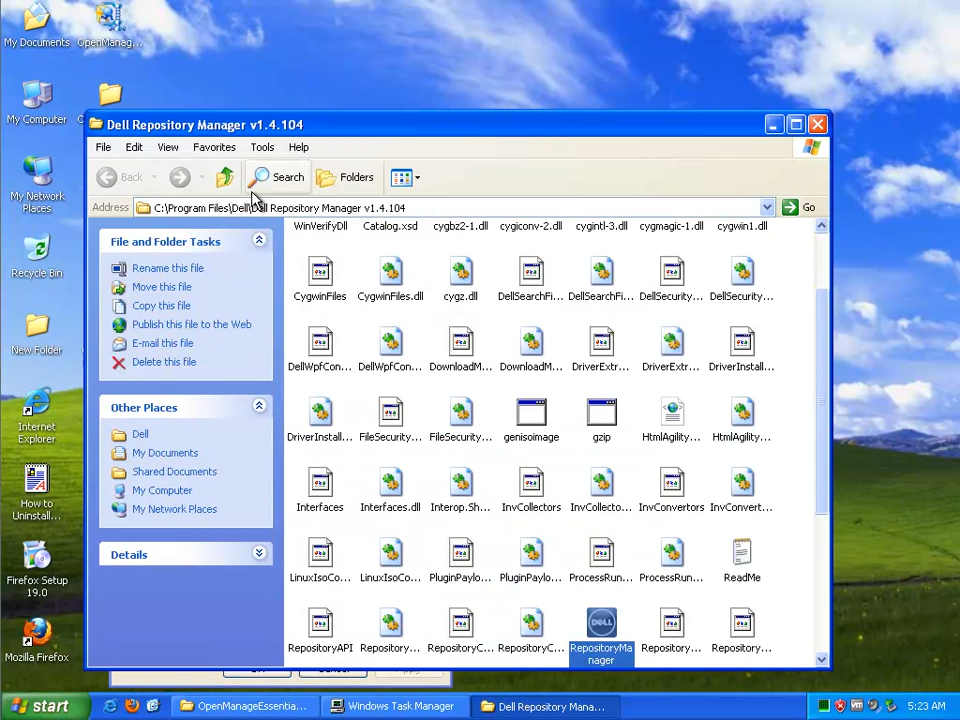 My Documents
OpenManag...
My Computer
My Network
Places
Recycle Bin
New Folder
Internet
Explorer
How to
Uninstall...
Firefox Setup
19.0
Mozilla Firefox
Dell Repository Manager v1.4.104
File Edit View Favorites Tools Help
Back Search Folders
Address C:\Program Files\Dell\Dell Repository Manager v1.4.104 Go
File and Folder Tasks
Rename this file
Move this file
Copy this file
Publish this file to the Web
E-mail this file
Delete this file
Other Places
Dell
My Documents
Shared Documents
My Computer
My Network Places
Details
WinVerifyDll Catalog.xsd cygbz2-1.dll cygiconv-2.dll cygintl-3.dll cygmagic-1.dll cygwin1.dll
CygwinFiles CygwinFiles.dll cygz.dll DellSearchFi... DellSearchFi... DellSecurity... DellSecurity...
DellWpfCon... DellWpfCon... DownloadM... DownloadM... DriverExtr... DriverExtr... DriverInstall...
DriverInstall... FileSecurity... FileSecurity... genisoimage gzip HtmlAgility... HtmlAgility...
Interfaces Interfaces.dll Interop.Sh... InvCollectors InvCollecto... InvConvertors InvConvert...
LinuxIsoCo... LinuxIsoCo... PluginPaylo... PluginPaylo... ProcessRun... ProcessRun... ReadMe
DELL
RepositoryAPI Repository... RepositoryC... RepositoryC... RepositoryMa
nager Repository... Repository...
start OpenManageEssentia... Windows Task Manager Dell Repository Mana... 5:23 AM